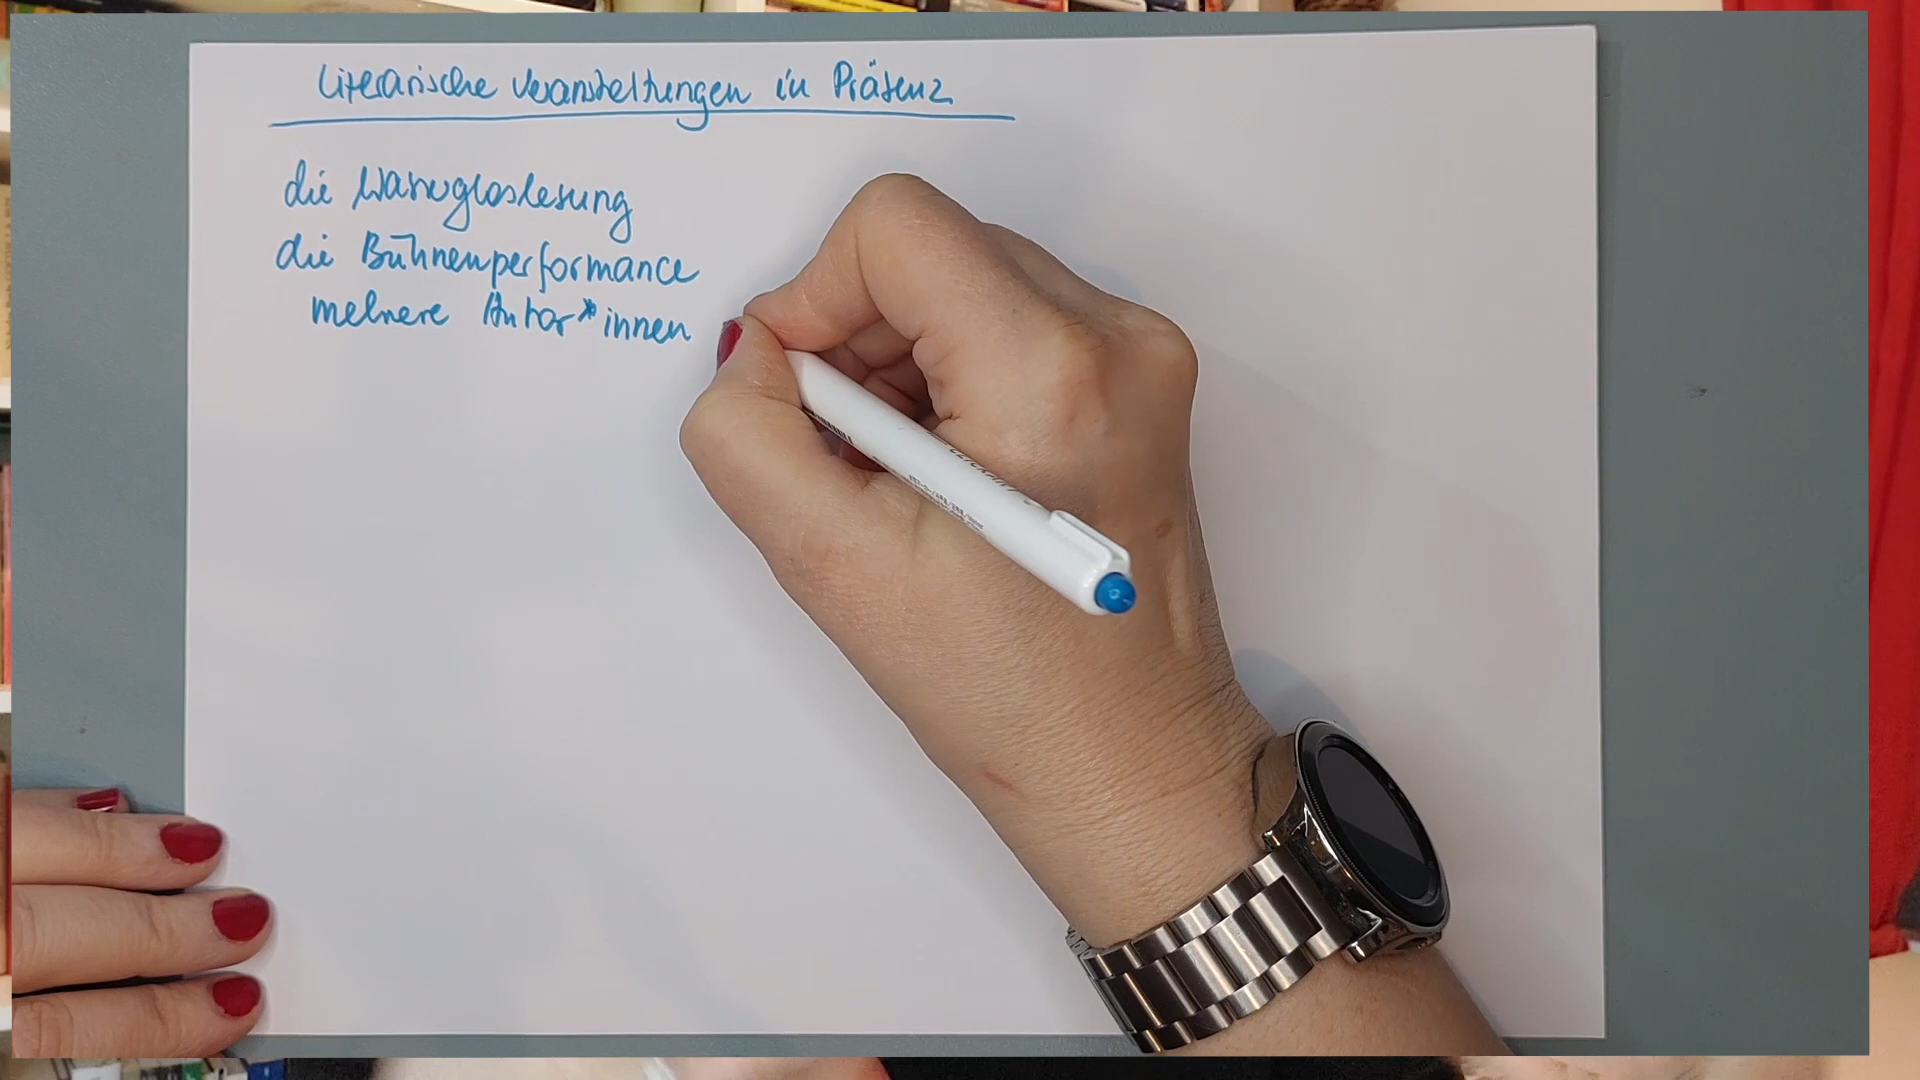 Literarische Veranstaltungen in Präsenz
die Wasserglaslesung
die Bühnenperformance
mehrere Autor*innen